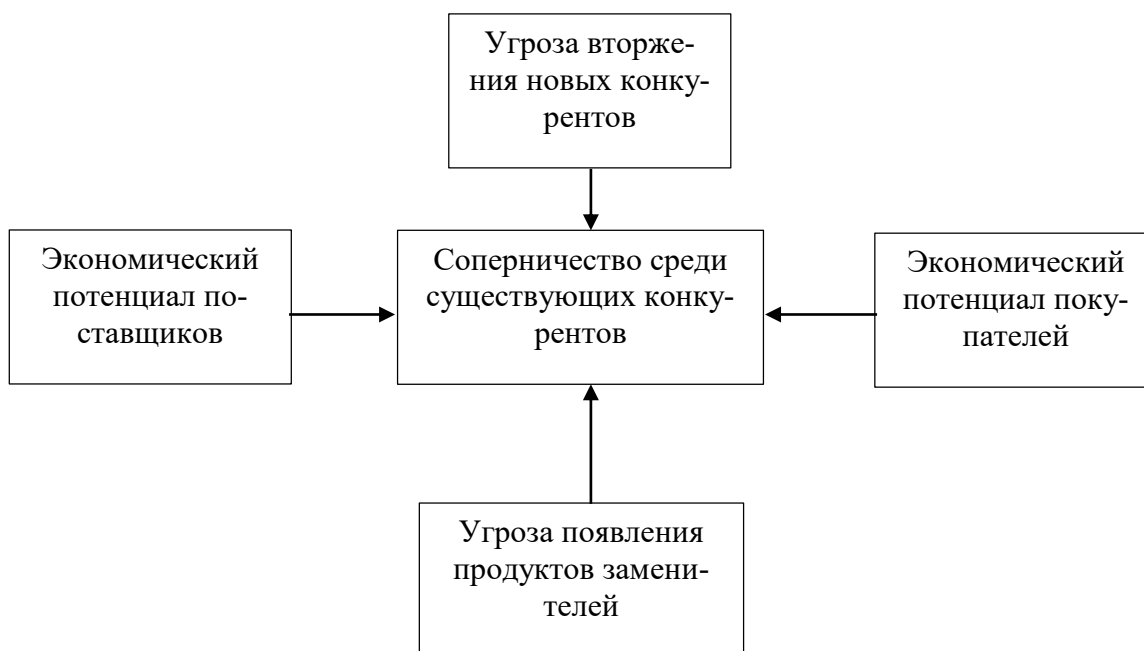 Угроза вторже-
ния новых конку-
рентов
Экономический
потенциал по-
ставщиков
Соперничество среди
существующих конку-
рентов
Экономический
потенциал поку-
пателей
Угроза появления
продуктов замени-
телей